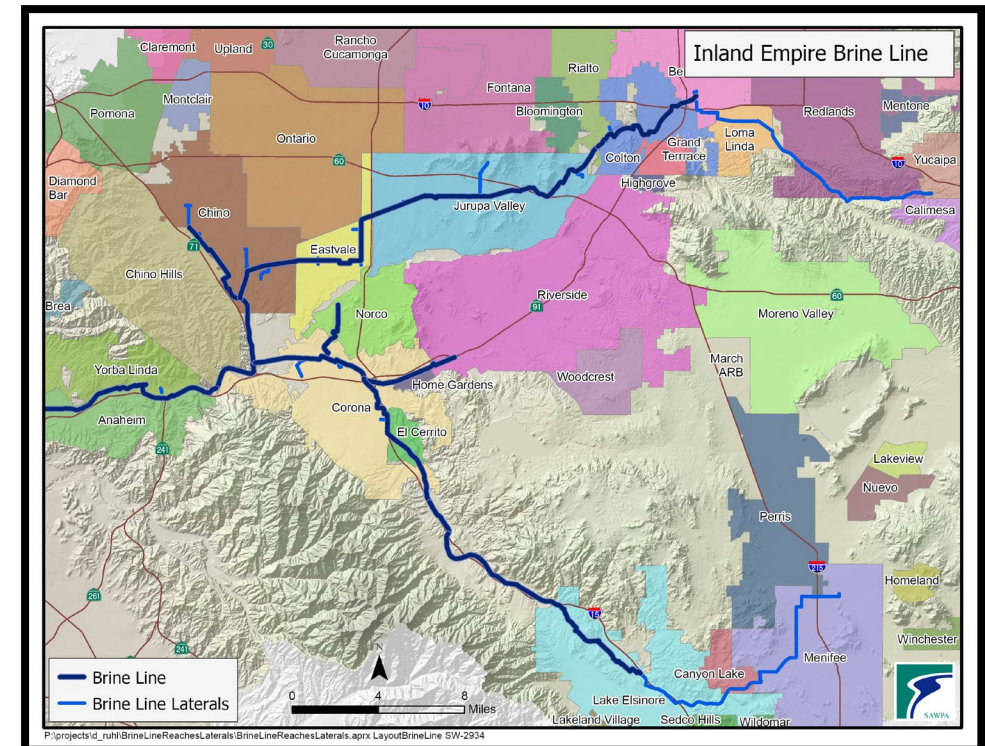 Inland Empire Brine Line
Claremont
Upland
30
Rancho
Cucamonga
Rialto
Be
Fontana
Montclair
Pomona
10
Bloomington
Redlands
Mentone
Ontario
Loma
Linda
Grand
Terrrace
60
Colton
10
Yucaipa
Diamond
Bar
Highgrove
Chino
Jurupa Valley
Calimesa
71
Eastvale
Chino Hills
Riverside
60
Brea
91
Norco
Moreno Valley
Yorba Linda
March
ARB
Woodcrest
Home Gardens
Corona
Anaheim
El Cerrito
241
Lakeview
Nuevo
Perris
215
Homeland
261
15
Winchester
241
Menifee
Canyon Lake
Brine Line
Brine Line Laterals
N
0 4 8
Miles
Lake Elsinore
Lakeland Village
Sedco Hills
Wildomar
SAWPA
P:\projects\d_ruhl\BrineLineReachesLaterals\BrineLineReachesLaterals.aprx LayoutBrineLine SW-2934